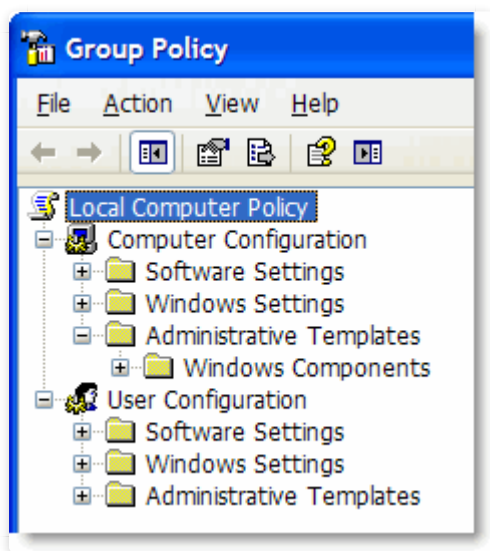 Group Policy
File Action View Help
Local Computer Policy
Computer Configuration
Software Settings
Windows Settings
Administrative Templates
Windows Components
User Configuration
Software Settings
Windows Settings
Administrative Templates